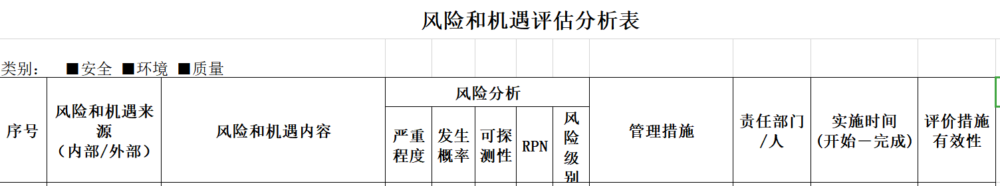 风险和机遇评估分析表
类别： ■安全 ■环境 ■质量
序号
风险和机遇来
源
（内部/外部）
风险和机遇内容
风险分析
严重
程度
发生
概率
可探
测性
RPN
风
险
级
别
管理措施
责任部门
/人
实施时间
(开始－完成)
评价措施
有效性